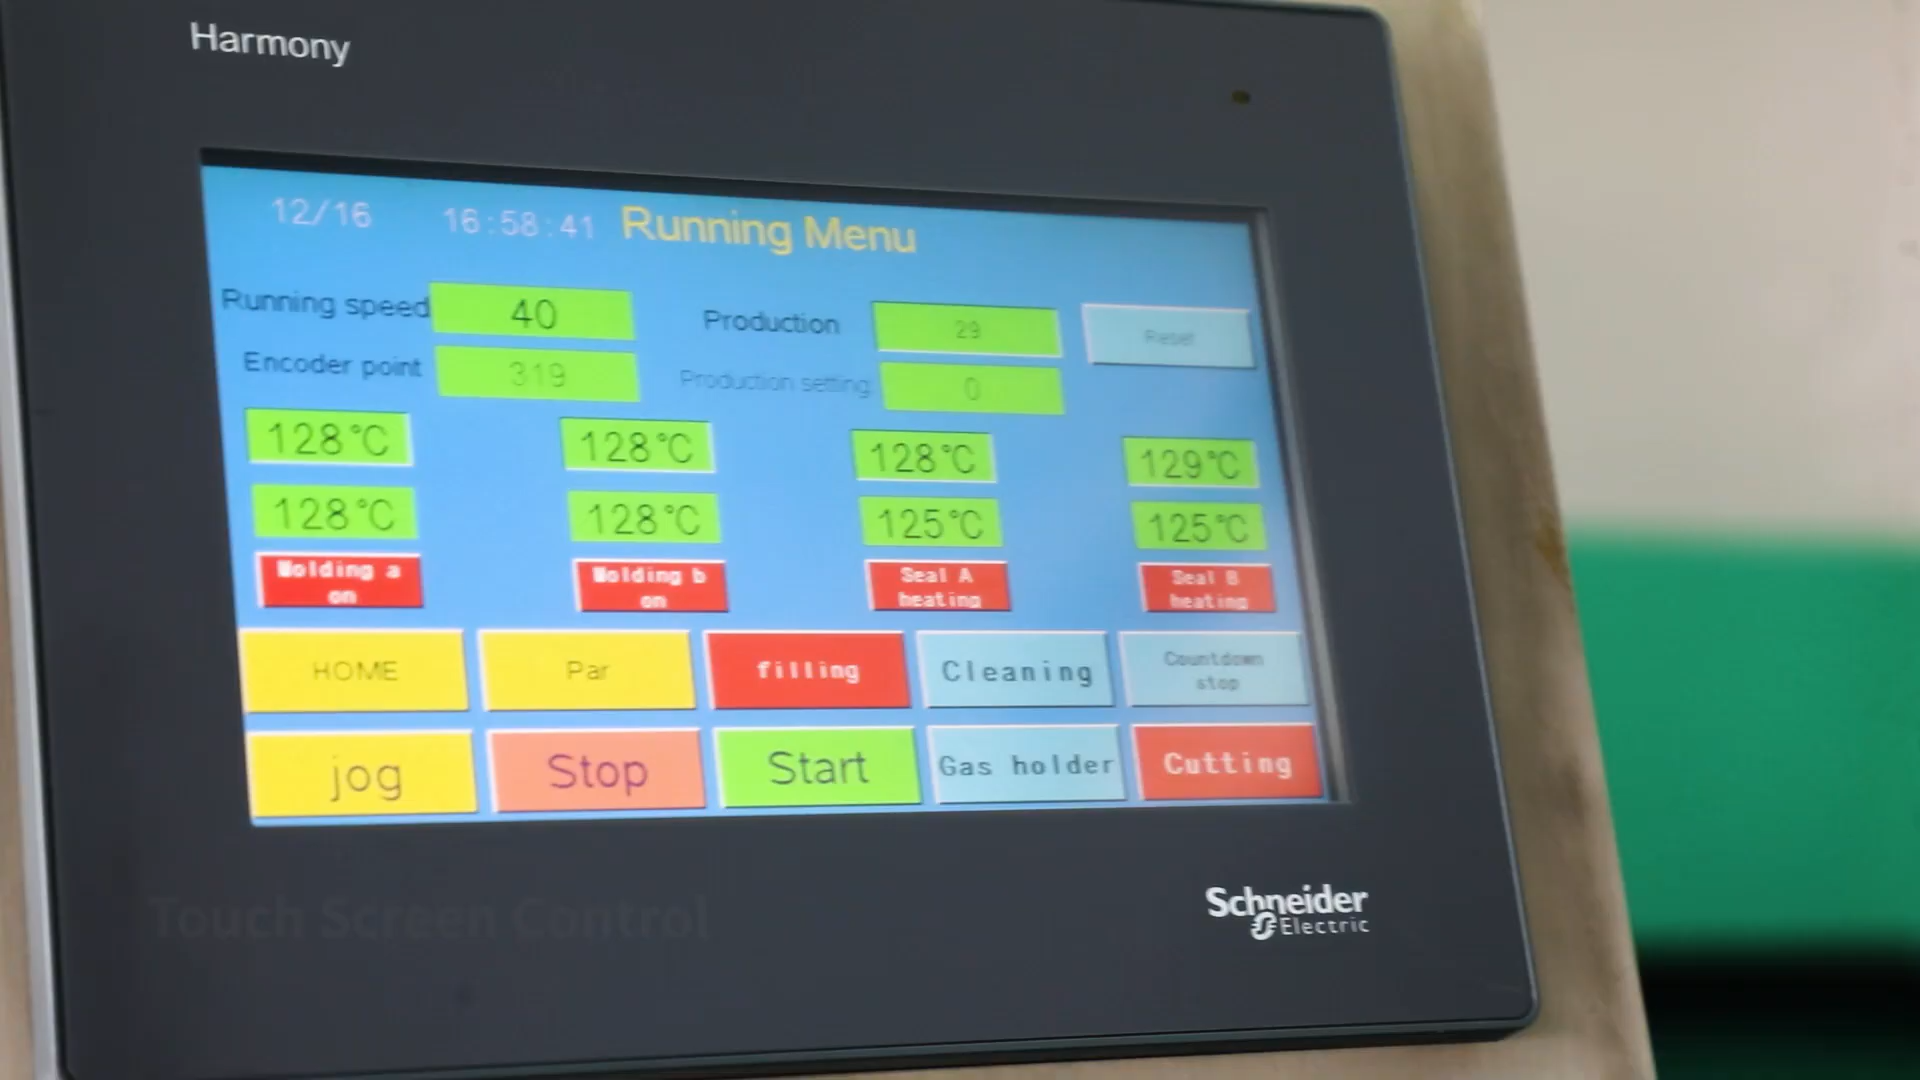 Harmony
12/16 16:58:41 Running Menu
Running speed 40 Production 29 Reset
Encoder point 319 Production setting 0
128°C 128°C 128°C 129°C
128°C 128°C 125°C 125°C
Molding a on
Molding b on
Seal A heating
Seal B heating
HOME Par filling Cleaning Countdown stop
jog Stop Start Gas holder Cutting
Touch Screen Control
Schneider
Electric